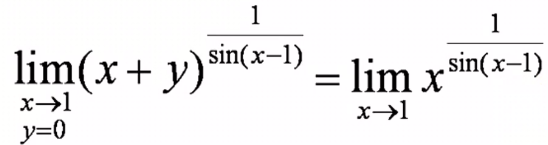 lim_{x→1, y=0} (x + y)^{1/sin(x−1)} = lim_{x→1} x^{1/sin(x−1)}